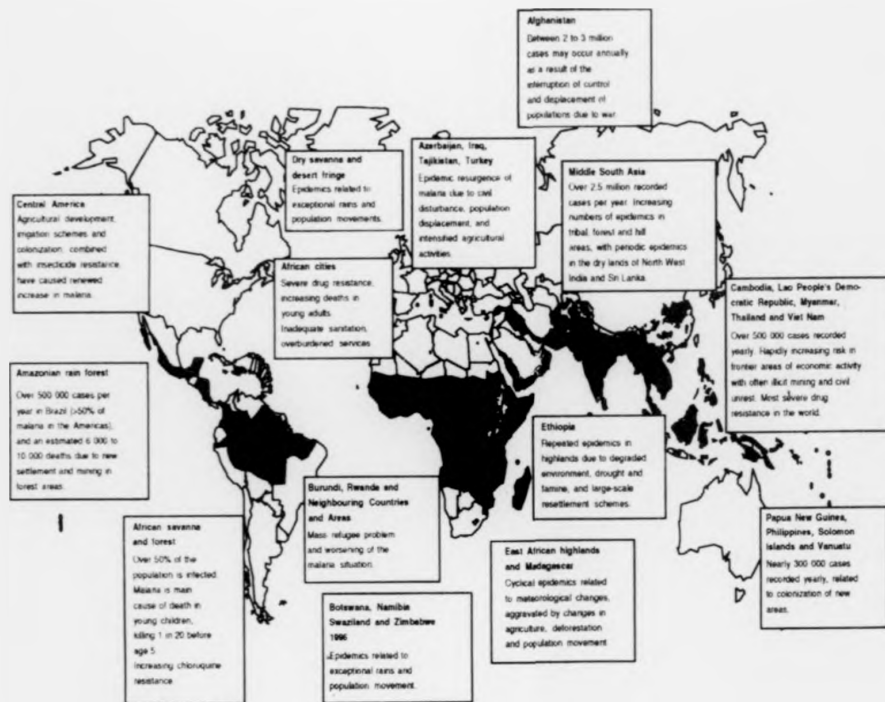 Afghanistan
Between 2 to 3 million
cases may occur annually
as a result of the
interruption of control
and displacement of
populations due to war.
Dry savanna and
desert fringe
Epidemics related to
exceptional rains and
population movements.
Azerbaijan, Iraq,
Tajikistan, Turkey
Epidemic resurgence of
malaria due to civil
disturbance, population
displacement, and
intensified agricultural
activities.
Middle South Asia
Over 2.5 million recorded
cases per year. Increasing
numbers of epidemics in
tribal, forest and hill
areas, with periodic epidemics
in the dry lands of North West
India and Sri Lanka
Central America
Agricultural development,
irrigation schemes and
colonization, combined
with insecticide resistance,
have caused renewed
increase in malaria.
African cities
Severe drug resistance,
increasing deaths in
young adults.
Inadequate sanitation,
overburdened services
Cambodia, Lao People's Demo-
cratic Republic, Myanmar,
Thailand and Viet Nam
Over 500 000 cases recorded
yearly. Rapidly increasing risk in
frontier areas of economic activity
with often illicit mining and civil
unrest. Most severe drug
resistance in the world.
Amazonian rain forest
Over 500 000 cases per
year in Brazil (>50% of
malaria in the Americas),
and an estimated 6 000 to
10 000 deaths due to new
settlement and mining in
forest areas.
Ethiopia
Repeated epidemics in
highlands due to degraded
environment, drought and
famine, and large-scale
resettlement schemes.
Burundi, Rwande and
Neighbouring Countries
and Areas
Mass refugee problem
and worsening of the
malaria situation.
African savanna
and forest
Over 50% of the
population is infected.
Malaria is main
cause of death in
young children,
killing 1 in 20 before
age 5.
Increasing chloroquine
resistance.
East African highlands
and Madagascar
Cyclical epidemics related
to meteorological changes,
aggravated by changes in
agriculture, deforestation
and population movement
Papua New Guinea,
Philippines, Solomon
Islands and Vanuatu
Nearly 300 000 cases
recorded yearly, related
to colonization of new
areas.
Botswana, Namibia
Swaziland and Zimbabwe
1996
Epidemics related to
exceptional rains and
population movement.